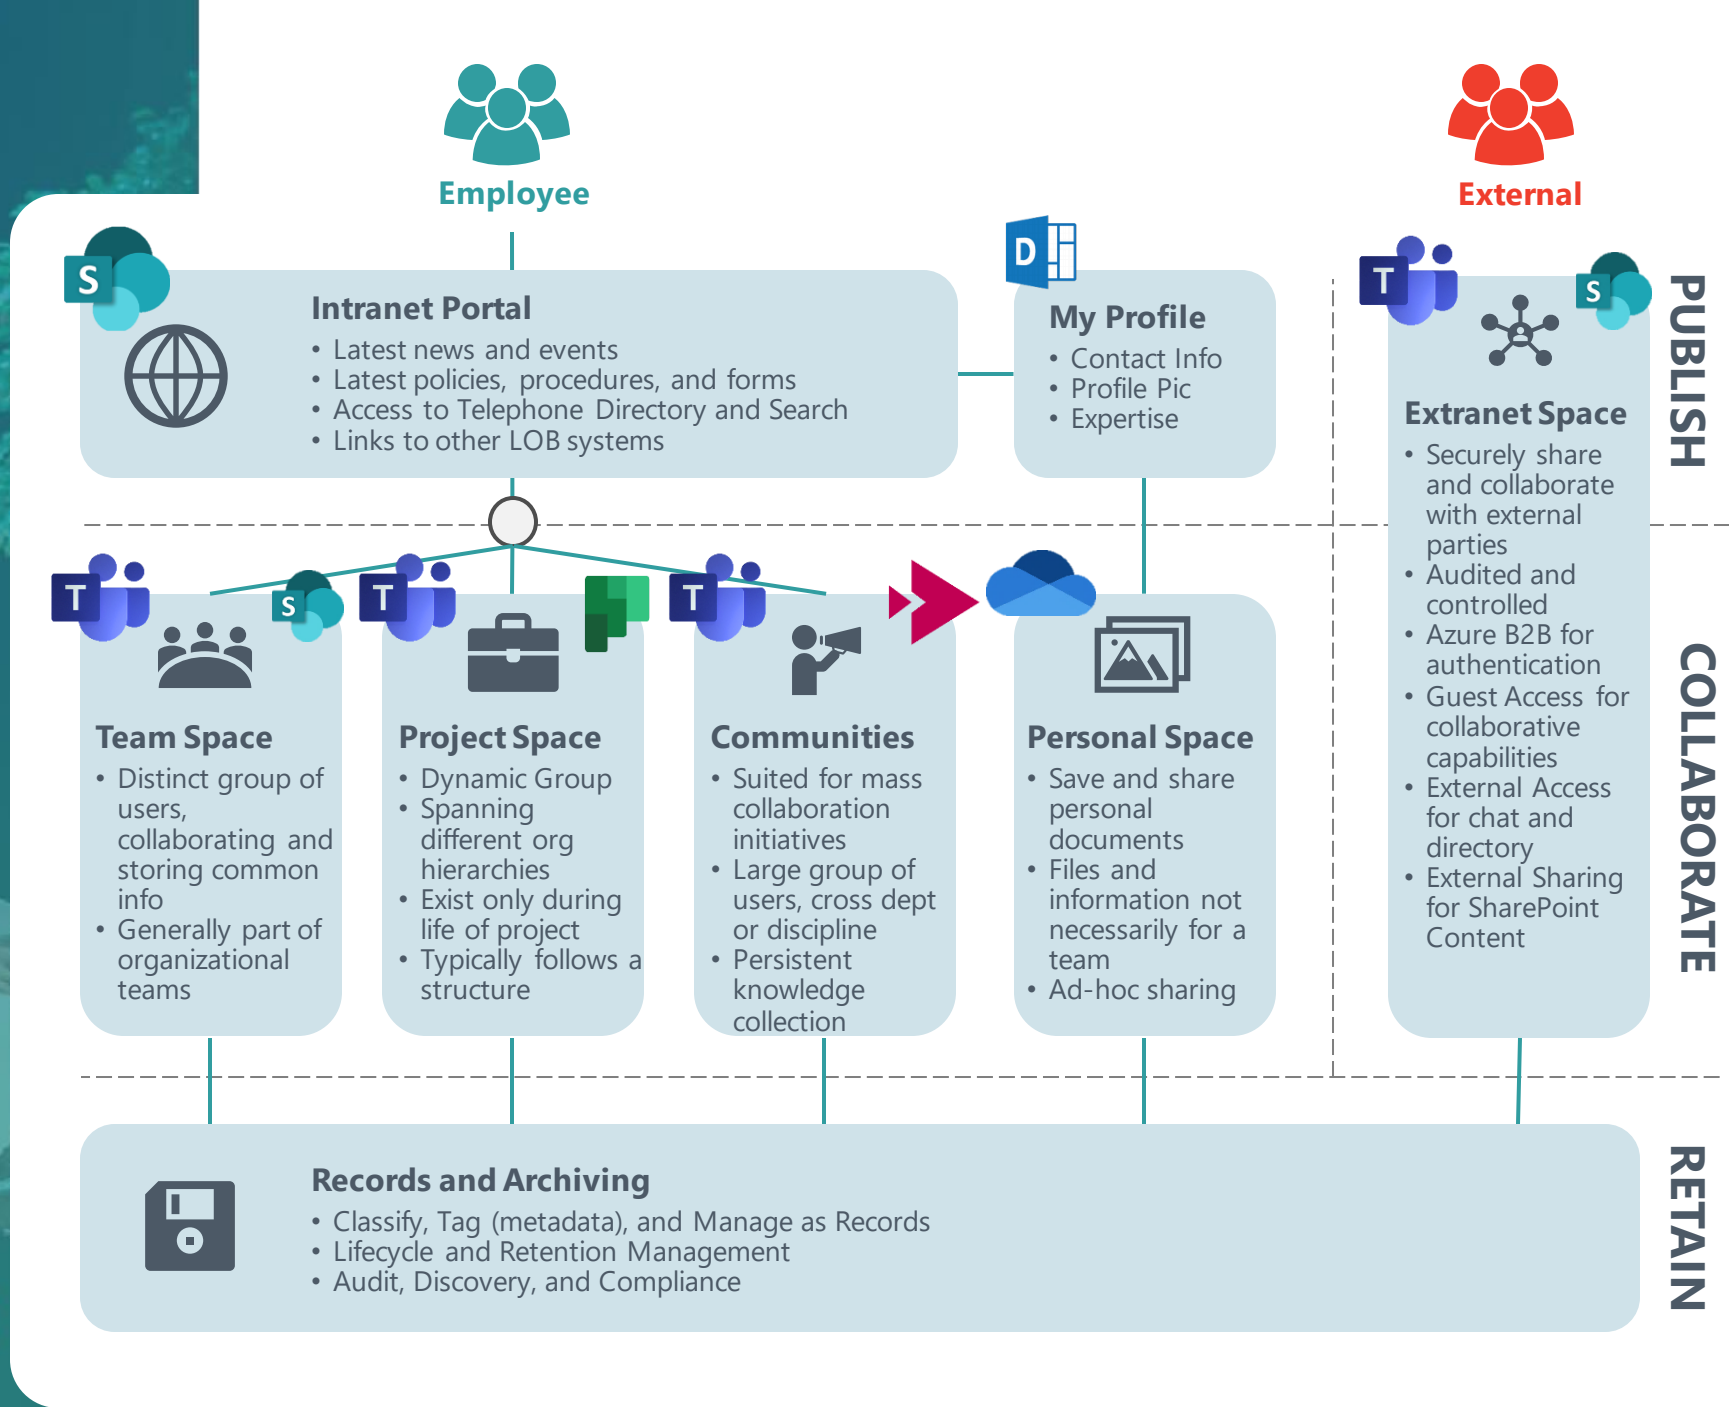 Employee
External
S
Intranet Portal
• Latest news and events
• Latest policies, procedures, and forms
• Access to Telephone Directory and Search
• Links to other LOB systems
D
My Profile
• Contact Info
• Profile Pic
• Expertise
T
S
Extranet Space
• Securely share
and collaborate
with external
parties
• Audited and
controlled
• Azure B2B for
authentication
• Guest Access for
collaborative
capabilities
• External Access
for chat and
directory
• External Sharing
for SharePoint
Content
PUBLISH
T
S
Team Space
• Distinct group of
users,
collaborating and
storing common
info
• Generally part of
organizational
teams
T
Project Space
• Dynamic Group
• Spanning
different org
hierarchies
• Exist only during
life of project
• Typically follows a
structure
T
Communities
• Suited for mass
collaboration
initiatives
• Large group of
users, cross dept
or discipline
• Persistent
knowledge
collection
Personal Space
• Save and share
personal
documents
• Files and
information not
necessarily for a
team
• Ad-hoc sharing
COLLABORATE
Records and Archiving
• Classify, Tag (metadata), and Manage as Records
• Lifecycle and Retention Management
• Audit, Discovery, and Compliance
RETAIN